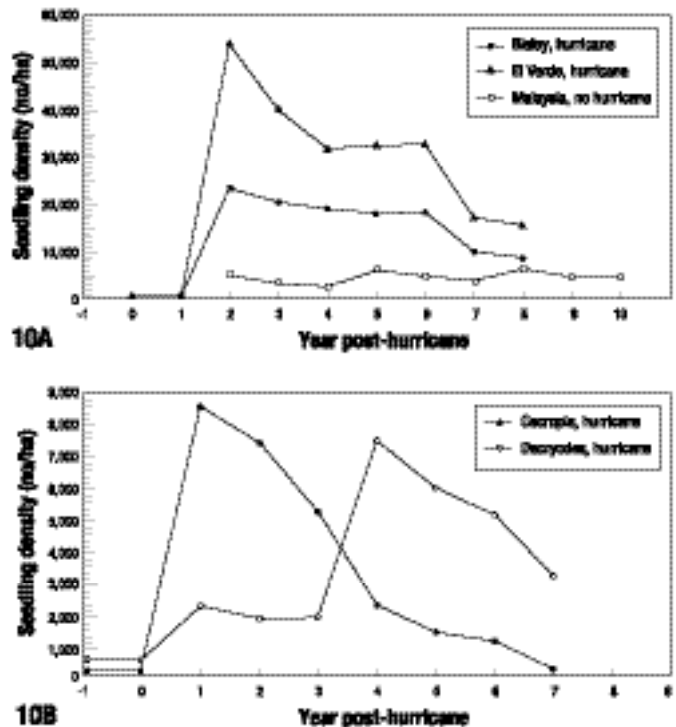 60,000
50,000
40,000
30,000
20,000
10,000
0
Seedling density (no/ha)
Bisley, hurricane
El Verde, hurricane
Malaysia, no hurricane
-1 0 1 2 3 4 5 6 7 8 9 10
10A
Year post-hurricane
9,000
8,000
7,000
6,000
5,000
4,000
3,000
2,000
1,000
0
Seedling density (no/ha)
Cecropia, hurricane
Dacryodes, hurricane
-1 0 1 2 3 4 5 6 7 8
10B
Year post-hurricane